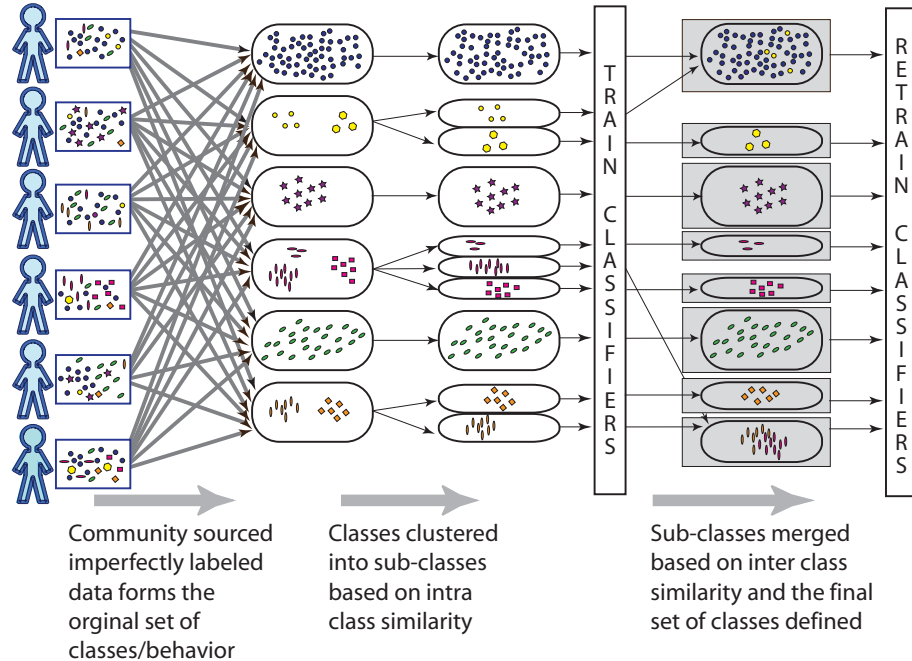 TRAIN CLASSIFIERS
RETRAIN CLASSIFIERS
Community sourced
imperfectly labeled
data forms the
orginal set of
classes/behavior
Classes clustered
into sub-classes
based on intra
class similarity
Sub-classes merged
based on inter class
similarity and the final
set of classes defined